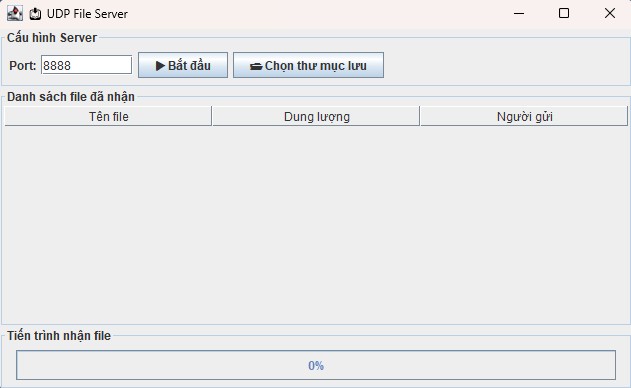 UDP File Server
Cấu hình Server
Port: 8888 Bắt đầu Chọn thư mục lưu
Danh sách file đã nhận
Tên file Dung lượng Người gửi
Tiến trình nhận file
0%